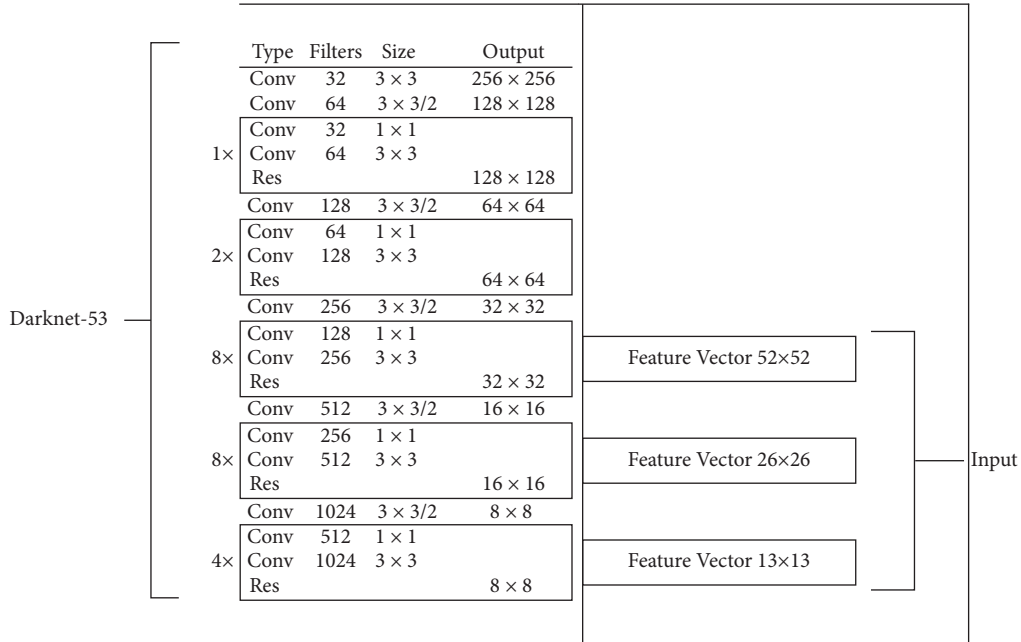 Type Filters Size Output
Conv 32 3 × 3 256 × 256
Conv 64 3 × 3/2 128 × 128
Conv 32 1 × 1
1× Conv 64 3 × 3
Res 128 × 128
Conv 128 3 × 3/2 64 × 64
Conv 64 1 × 1
2× Conv 128 3 × 3
Res 64 × 64
Conv 256 3 × 3/2 32 × 32
Darknet-53
Conv 128 1 × 1
8× Conv 256 3 × 3 Feature Vector 52×52
Res 32 × 32
Conv 512 3 × 3/2 16 × 16
Conv 256 1 × 1
8× Conv 512 3 × 3 Feature Vector 26×26 Input
Res 16 × 16
Conv 1024 3 × 3/2 8 × 8
Conv 512 1 × 1
4× Conv 1024 3 × 3 Feature Vector 13×13
Res 8 × 8